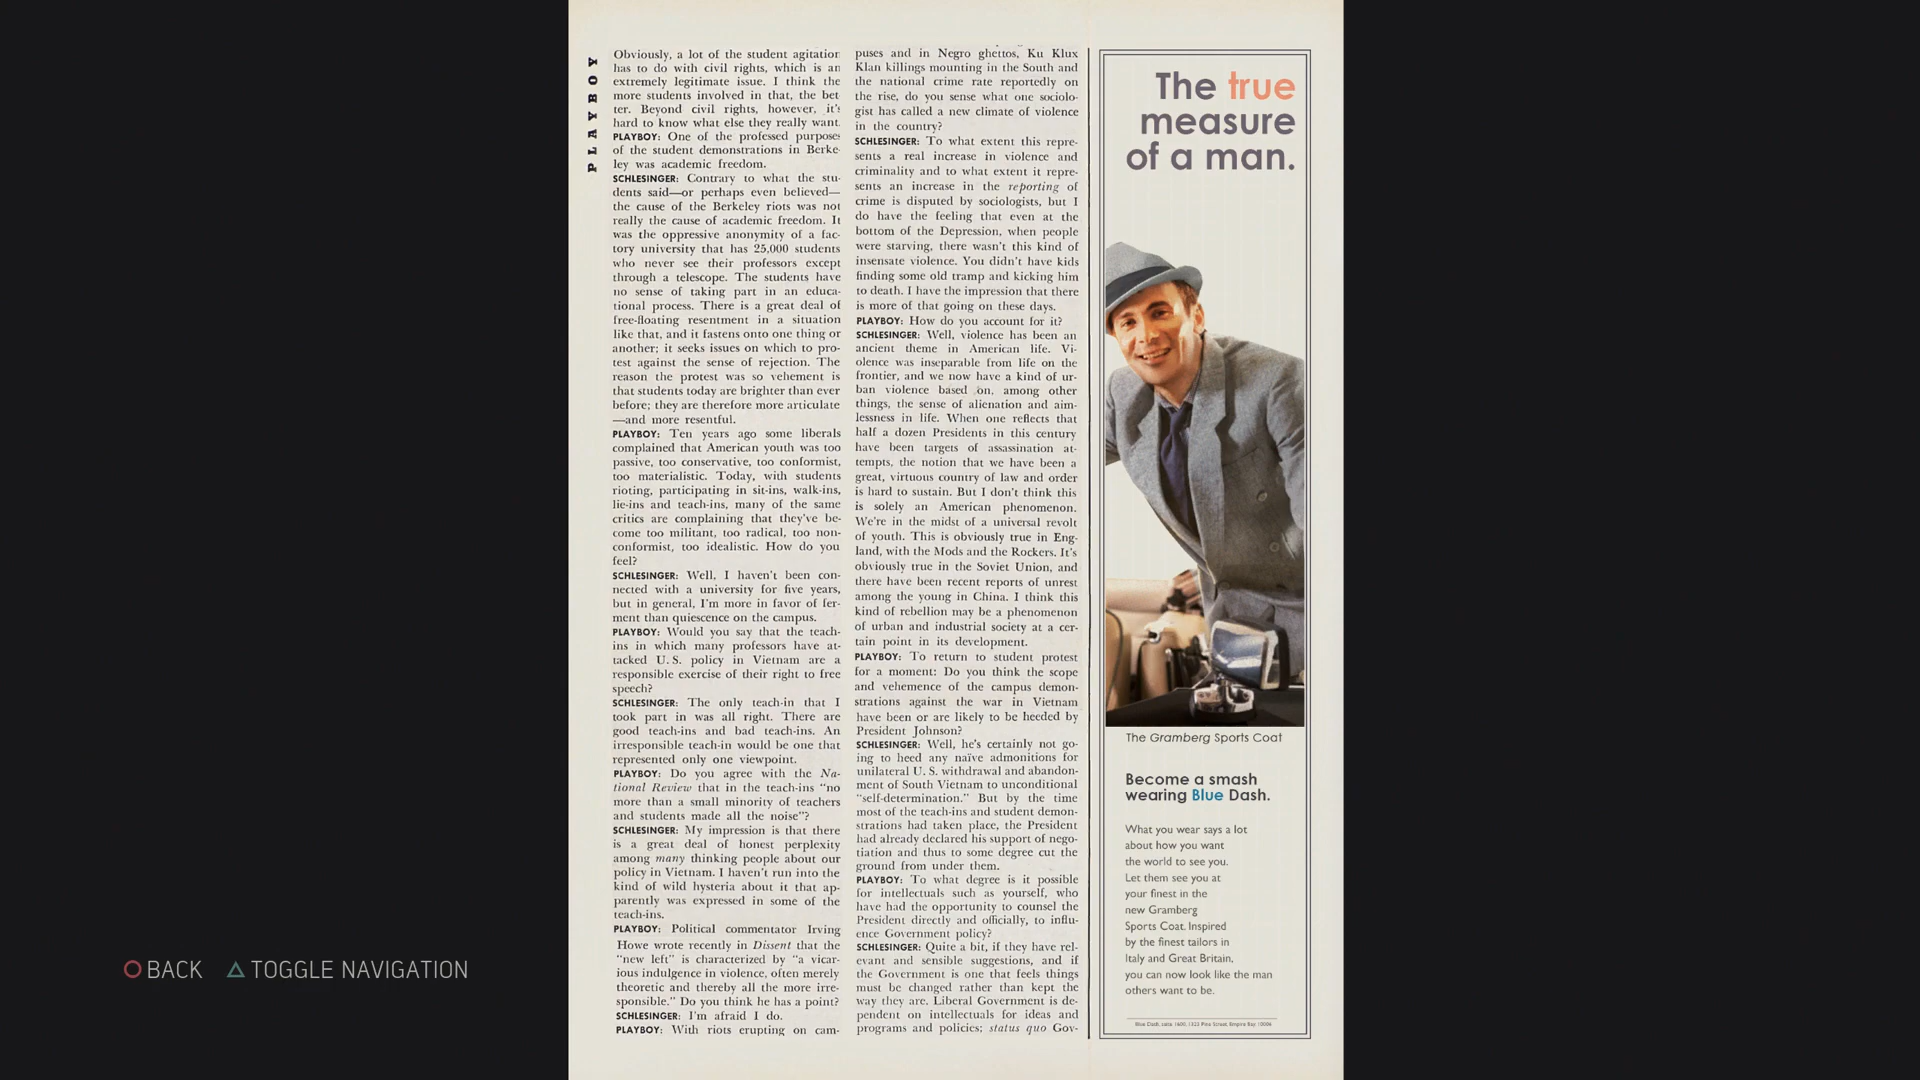 PLAYBOY
Obviously, a lot of the student agitation
has to do with civil rights, which is an
extremely legitimate issue. I think the
more students involved in that, the bet-
ter. Beyond civil rights, however, it's
hard to know what else they really want.
PLAYBOY: One of the professed purposes
of the student demonstrations in Berke-
ley was academic freedom.
SCHLESINGER: Contrary to what the stu-
dents said—or perhaps even believed—
the cause of the Berkeley riots was not
really the cause of academic freedom. It
was the oppressive anonymity of a fac-
tory university that has 25,000 students
who never see their professors except
through a telescope. The students have
no sense of taking part in an educa-
tional process. There is a great deal of
free-floating resentment in a situation
like that, and it fastens onto one thing or
another; it seeks issues on which to pro-
test against the sense of rejection. The
reason the protest was so vehement is
that students today are brighter than ever
before; they are therefore more articulate
—and more resentful.
PLAYBOY: Ten years ago some liberals
complained that American youth was too
passive, too conservative, too conformist,
too materialistic. Today, with students
rioting, participating in sit-ins, walk-ins,
lie-ins and teach-ins, many of the same
critics are complaining that they've be-
come too militant, too radical, too non-
conformist, too idealistic. How do you
feel?
SCHLESINGER: Well, I haven't been con-
nected with a university for five years,
but in general, I'm more in favor of fer-
ment than quiescence on the campus.
PLAYBOY: Would you say that the teach-
ins in which many professors have at-
tacked U. S. policy in Vietnam are a
responsible exercise of their right to free
speech?
SCHLESINGER: The only teach-in that I
took part in was all right. There are
good teach-ins and bad teach-ins. An
irresponsible teach-in would be one that
represented only one viewpoint.
PLAYBOY: Do you agree with the Na-
tional Review that in the teach-ins "no
more than a small minority of teachers
and students made all the noise"?
SCHLESINGER: My impression is that there
is a great deal of honest perplexity
among many thinking people about our
policy in Vietnam. I haven't run into the
kind of wild hysteria about it that ap-
parently was expressed in some of the
teach-ins.
PLAYBOY: Political commentator Irving
Howe wrote recently in Dissent that the
"new left" is characterized by "a vicar-
ious indulgence in violence, often merely
theoretic and thereby all the more irre-
sponsible." Do you think he has a point?
SCHLESINGER: I'm afraid I do.
PLAYBOY: With riots erupting on cam-
puses and in Negro ghettos, Ku Klux
Klan killings mounting in the South and
the national crime rate reportedly on
the rise, do you sense what one sociolo-
gist has called a new climate of violence
in the country?
SCHLESINGER: To what extent this repre-
sents a real increase in violence and
criminality and to what extent it repre-
sents an increase in the reporting of
crime is disputed by sociologists, but I
do have the feeling that even at the
bottom of the Depression, when people
were starving, there wasn't this kind of
insensate violence. You didn't have kids
finding some old tramp and kicking him
to death. I have the impression that there
is more of that going on these days.
PLAYBOY: How do you account for it?
SCHLESINGER: Well, violence has been an
ancient theme in American life. Vi-
olence was inseparable from life on the
frontier, and we now have a kind of ur-
ban violence based on, among other
things, the sense of alienation and aim-
lessness in life. When one reflects that
half a dozen Presidents in this century
have been targets of assassination at-
tempts, the notion that we have been a
great, virtuous country of law and order
is hard to sustain. But I don't think this
is solely an American phenomenon.
We're in the midst of a universal revolt
of youth. This is obviously true in Eng-
land, with the Mods and the Rockers. It's
obviously true in the Soviet Union, and
there have been recent reports of unrest
among the young in China. I think this
kind of rebellion may be a phenomenon
of urban and industrial society at a cer-
tain point in its development.
PLAYBOY: To return to student protest
for a moment: Do you think the scope
and vehemence of the campus demon-
strations against the war in Vietnam
have been or are likely to be heeded by
President Johnson?
SCHLESINGER: Well, he's certainly not go-
ing to heed any naïve admonitions for
unilateral U. S. withdrawal and abandon-
ment of South Vietnam to unconditional
"self-determination." But by the time
most of the teach-ins and student demon-
strations had taken place, the President
had already declared his support of nego-
tiation and thus to some degree cut the
ground from under them.
PLAYBOY: To what degree is it possible
for intellectuals such as yourself, who
have had the opportunity to counsel the
President directly and officially, to influ-
ence Government policy?
SCHLESINGER: Quite a bit, if they have rel-
evant and sensible suggestions, and if
the Government is one that feels things
must be changed rather than kept the
way they are. Liberal Government is de-
pendent on intellectuals for ideas and
programs and policies; status quo Gov-
The true
measure
of a man.
The Gramberg Sports Coat
Become a smash
wearing Blue Dash.
What you wear says a lot
about how you want
the world to see you.
Let them see you at
your finest in the
new Gramberg
Sports Coat. Inspired
by the finest tailors in
Italy and Great Britain,
you can now look like the man
others want to be.
Blue Dash, suite 1600, 1325 Pine Street, Empire Bay 10006
BACK TOGGLE NAVIGATION